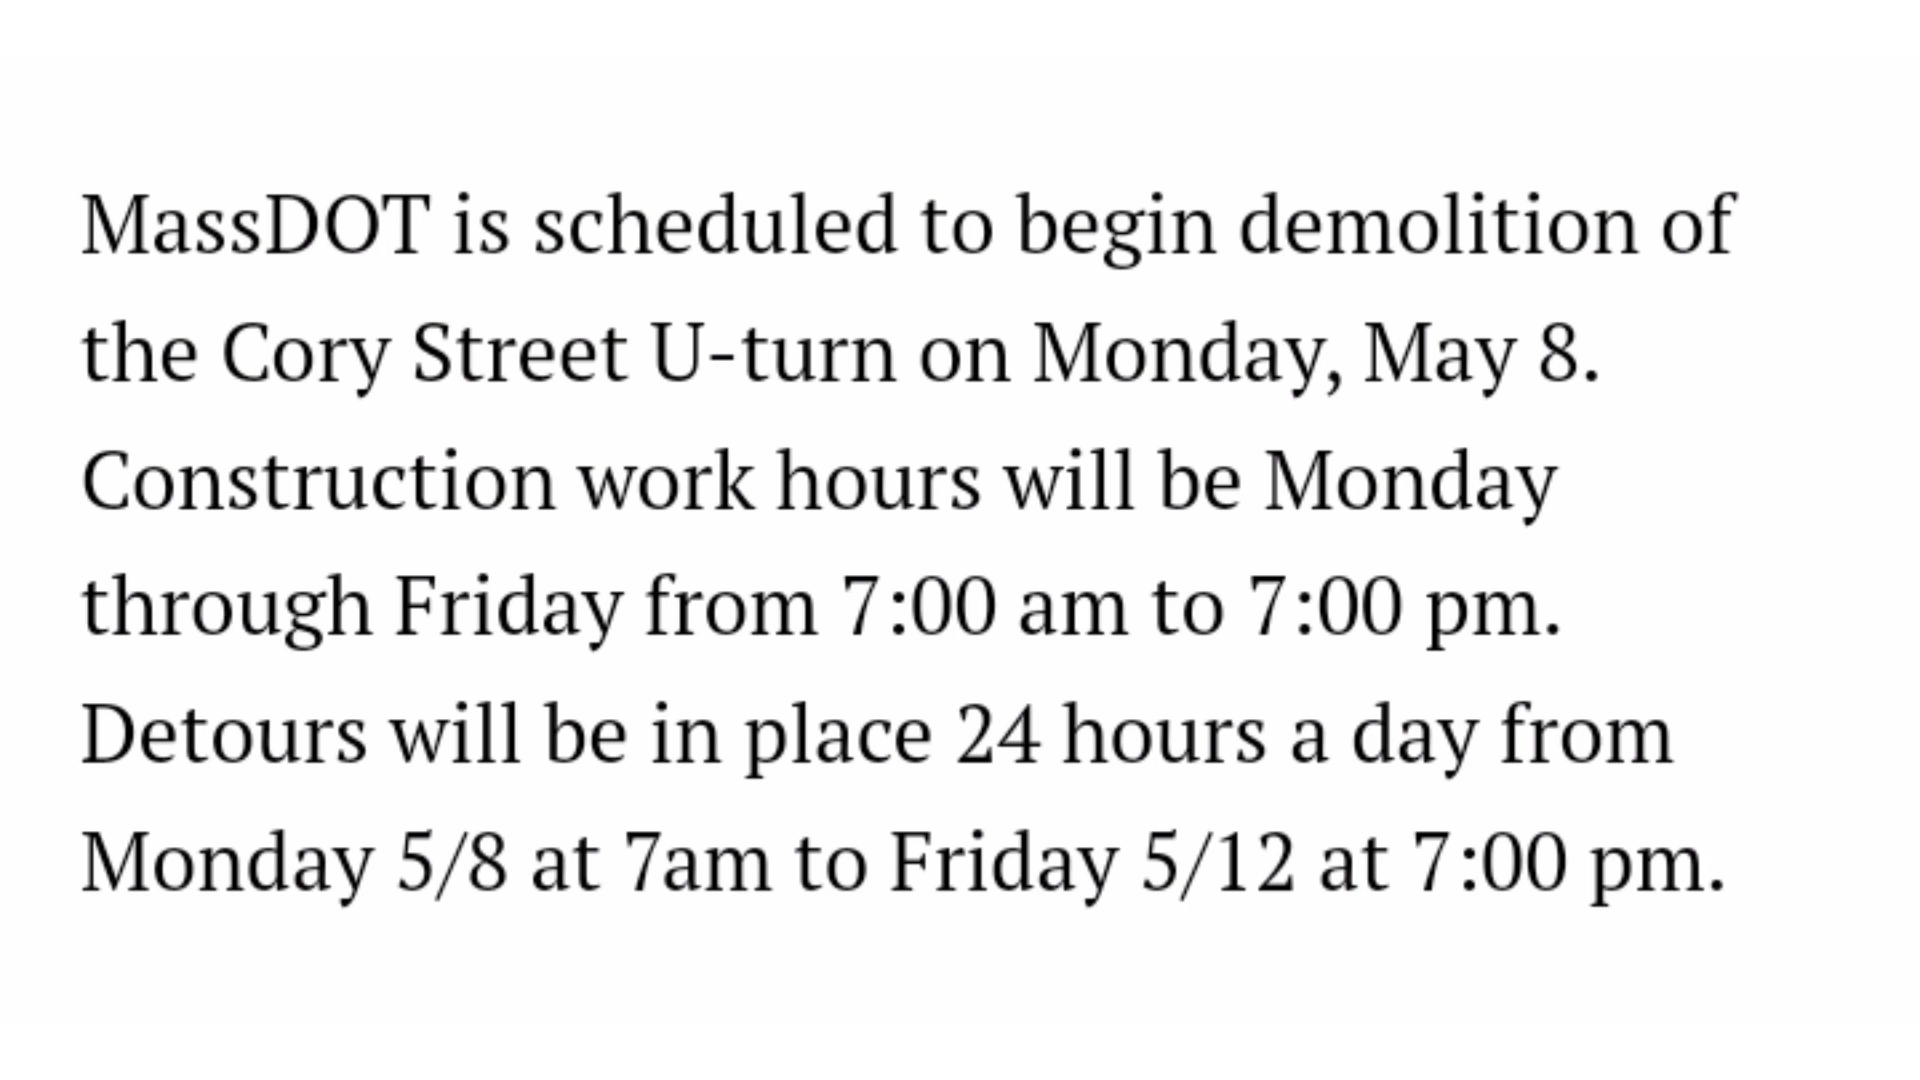 MassDOT is scheduled to begin demolition of
the Cory Street U-turn on Monday, May 8.
Construction work hours will be Monday
through Friday from 7:00 am to 7:00 pm.
Detours will be in place 24 hours a day from
Monday 5/8 at 7am to Friday 5/12 at 7:00 pm.